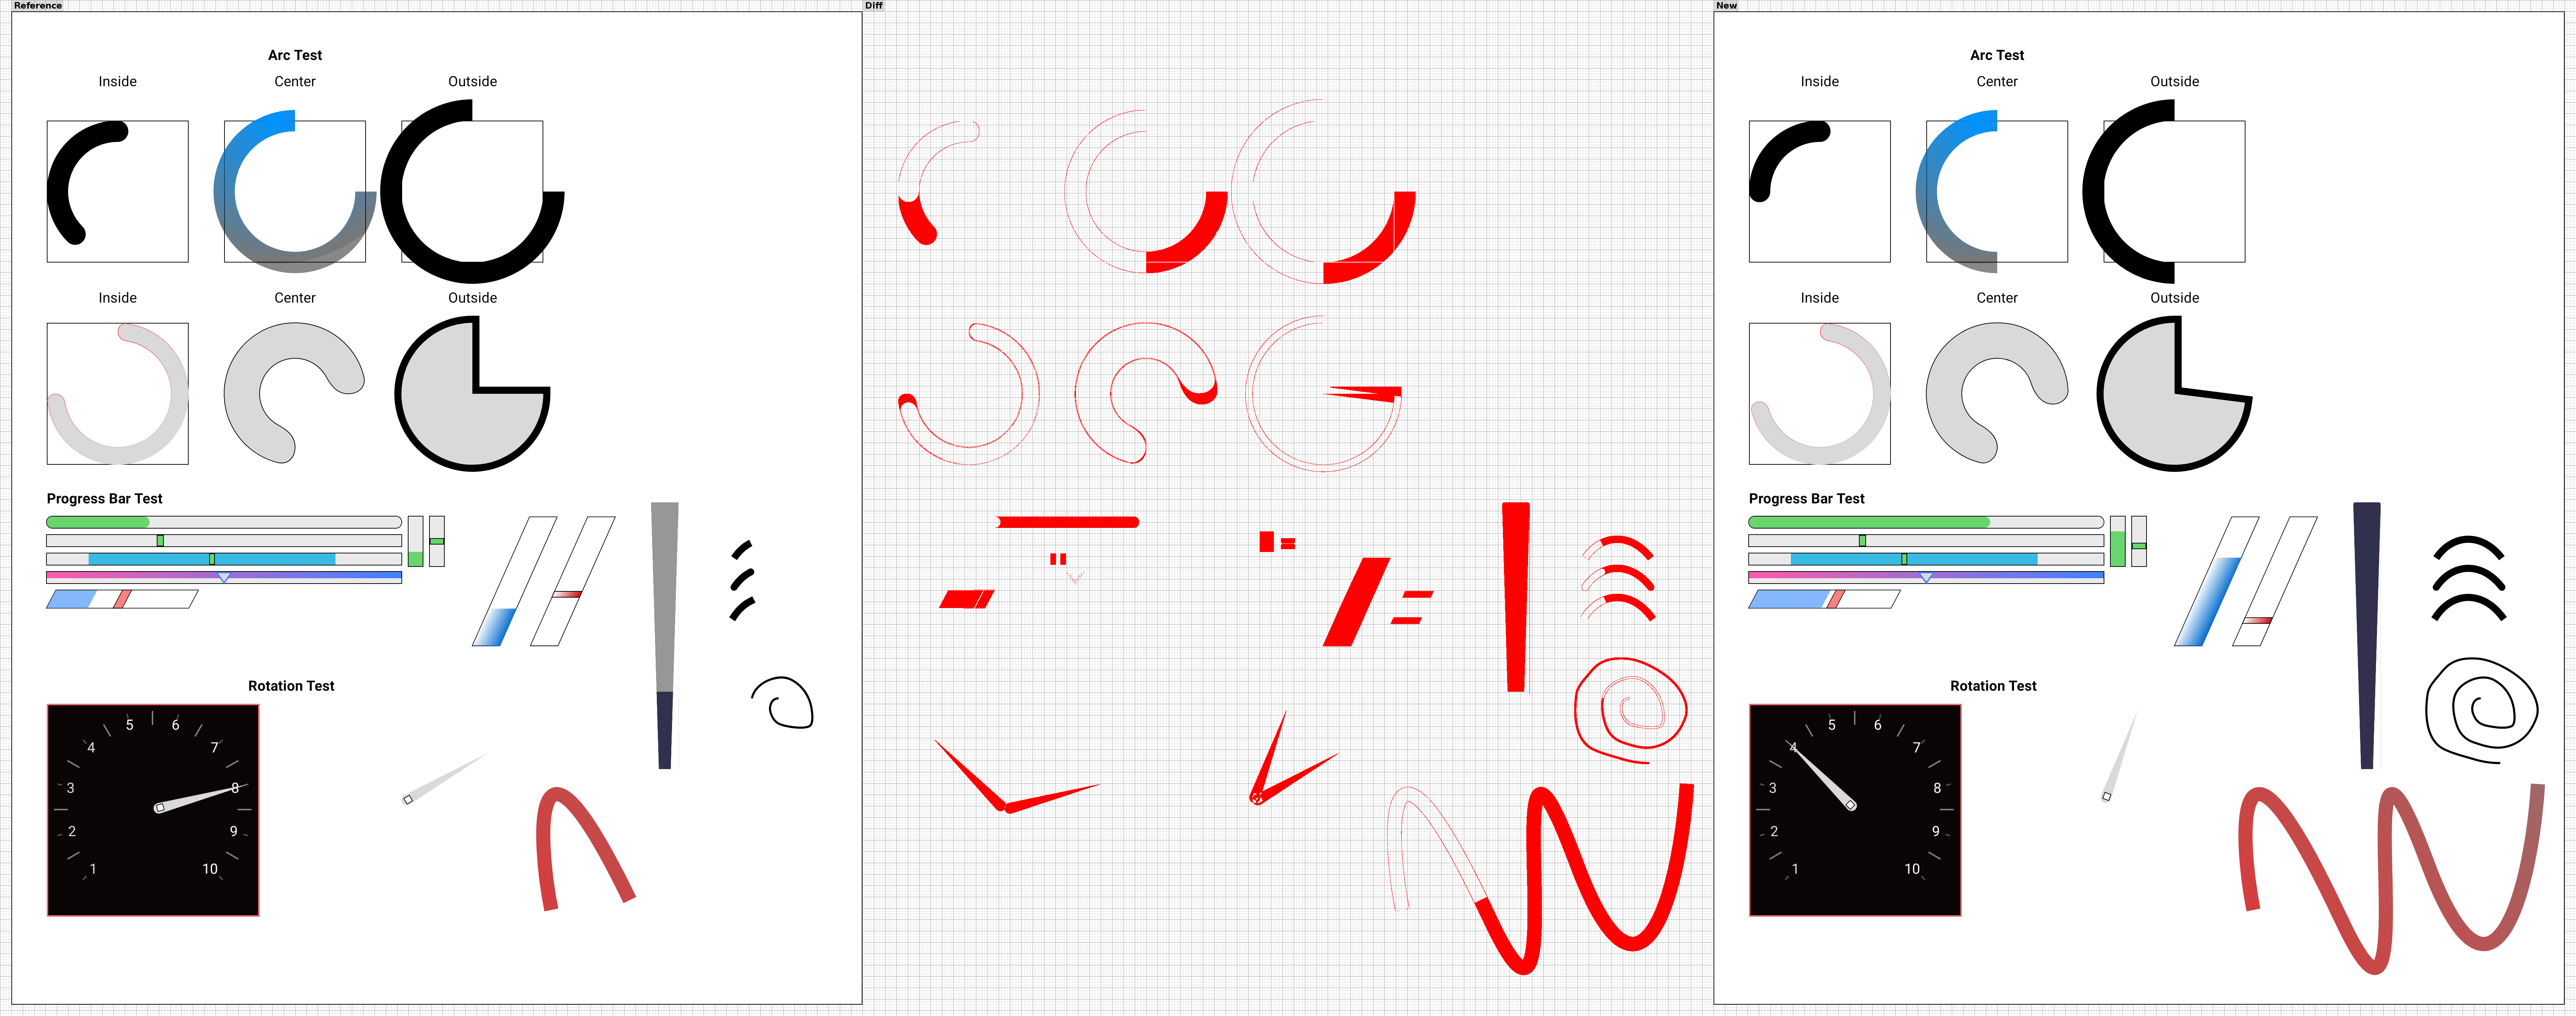 Reference
Diff
New
Arc Test
Inside Center Outside
Inside Center Outside
Progress Bar Test
Rotation Test
5 6
4 7
3 8
2 9
1 10
Arc Test
Inside Center Outside
Inside Center Outside
Progress Bar Test
Rotation Test
5 6
4 7
3 8
2 9
1 10